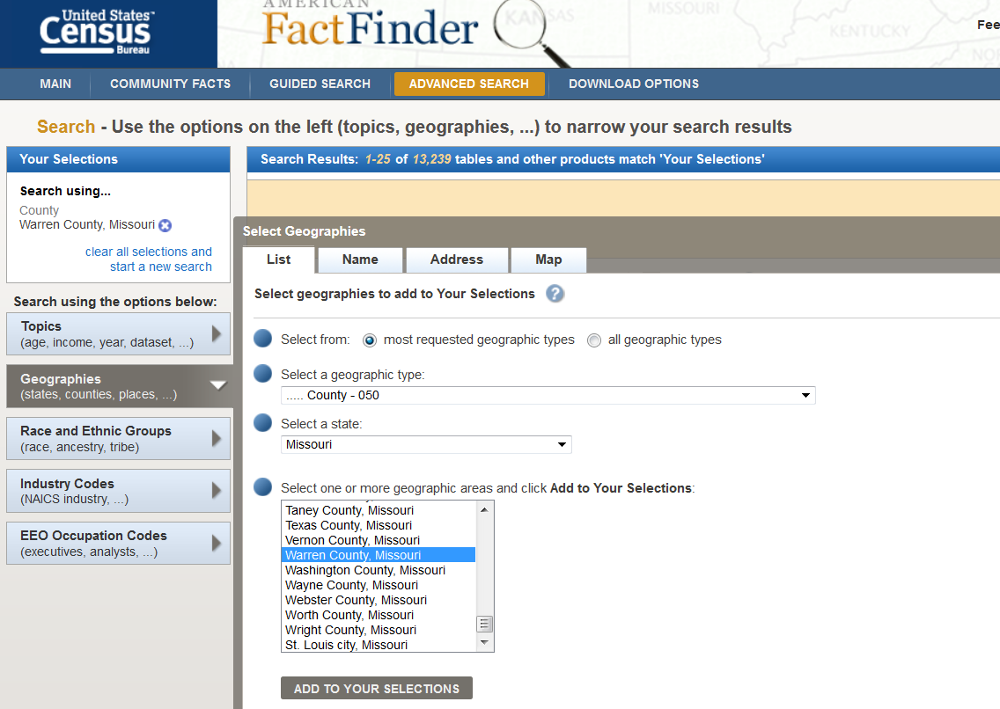 United States™
Census
Bureau
AMERICAN
FactFinder
KANSAS
MISSOURI
KENTUCKY
MAIN
COMMUNITY FACTS
GUIDED SEARCH
ADVANCED SEARCH
DOWNLOAD OPTIONS
Search - Use the options on the left (topics, geographies, ...) to narrow your search results
Your Selections
Search using...
County
Warren County, Missouri
clear all selections and
start a new search
Search using the options below:
Topics
(age, income, year, dataset, ...)
Geographies
(states, counties, places, ...)
Race and Ethnic Groups
(race, ancestry, tribe)
Industry Codes
(NAICS industry, ...)
EEO Occupation Codes
(executives, analysts, ...)
Search Results: 1-25 of 13,239 tables and other products match 'Your Selections'
Select Geographies
List
Name
Address
Map
Select geographies to add to Your Selections ?
Select from: most requested geographic types all geographic types
Select a geographic type:
..... County - 050
Select a state:
Missouri
Select one or more geographic areas and click Add to Your Selections:
Taney County, Missouri
Texas County, Missouri
Vernon County, Missouri
Warren County, Missouri
Washington County, Missouri
Wayne County, Missouri
Webster County, Missouri
Worth County, Missouri
Wright County, Missouri
St. Louis city, Missouri
ADD TO YOUR SELECTIONS